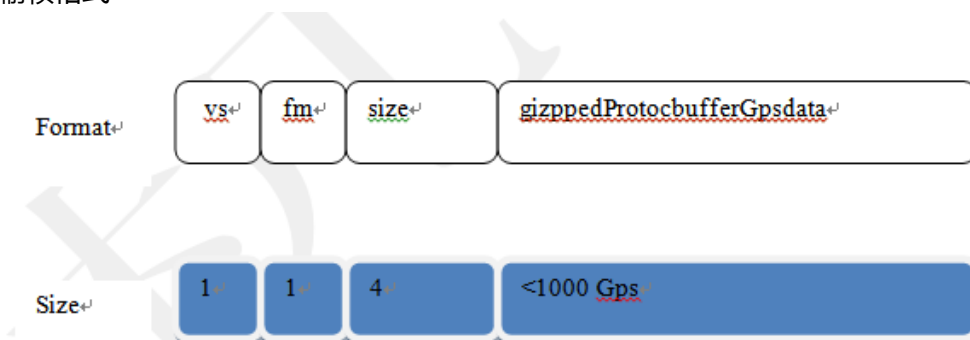 Format↵ vs↵ fm↵ size↵ gizppedProtocbufferGpsdata↵
Size↵ 1↵ 1↵ 4↵ <1000 Gps↵